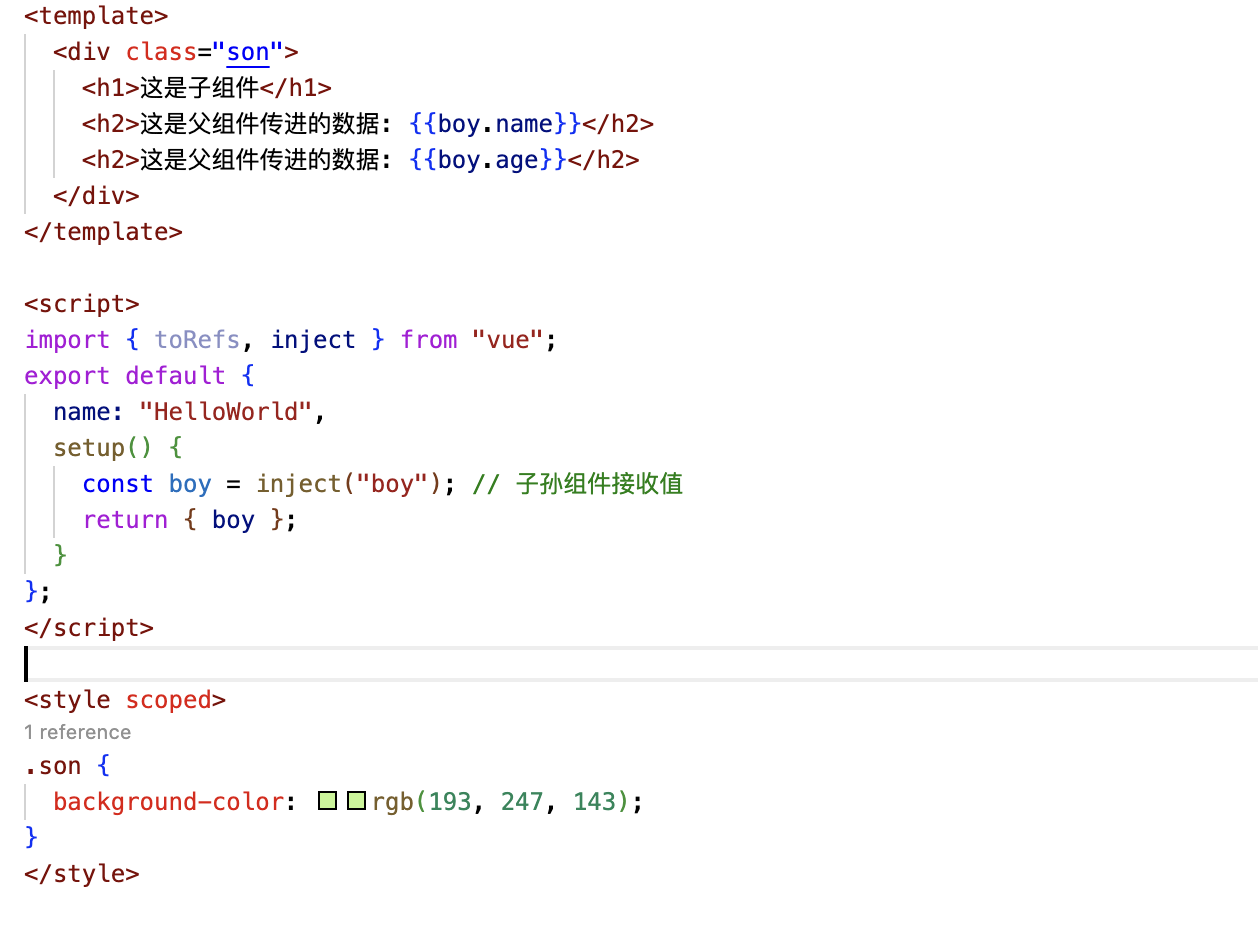 <template>
  <div class="son">
    <h1>这是子组件</h1>
    <h2>这是父组件传进的数据: {{boy.name}}</h2>
    <h2>这是父组件传进的数据: {{boy.age}}</h2>
  </div>
</template>

<script>
import { toRefs, inject } from "vue";
export default {
  name: "HelloWorld",
  setup() {
    const boy = inject("boy"); // 子孙组件接收值
    return { boy };
  }
};
</script>

<style scoped>
1 reference
.son {
  background-color: rgb(193, 247, 143);
}
</style>